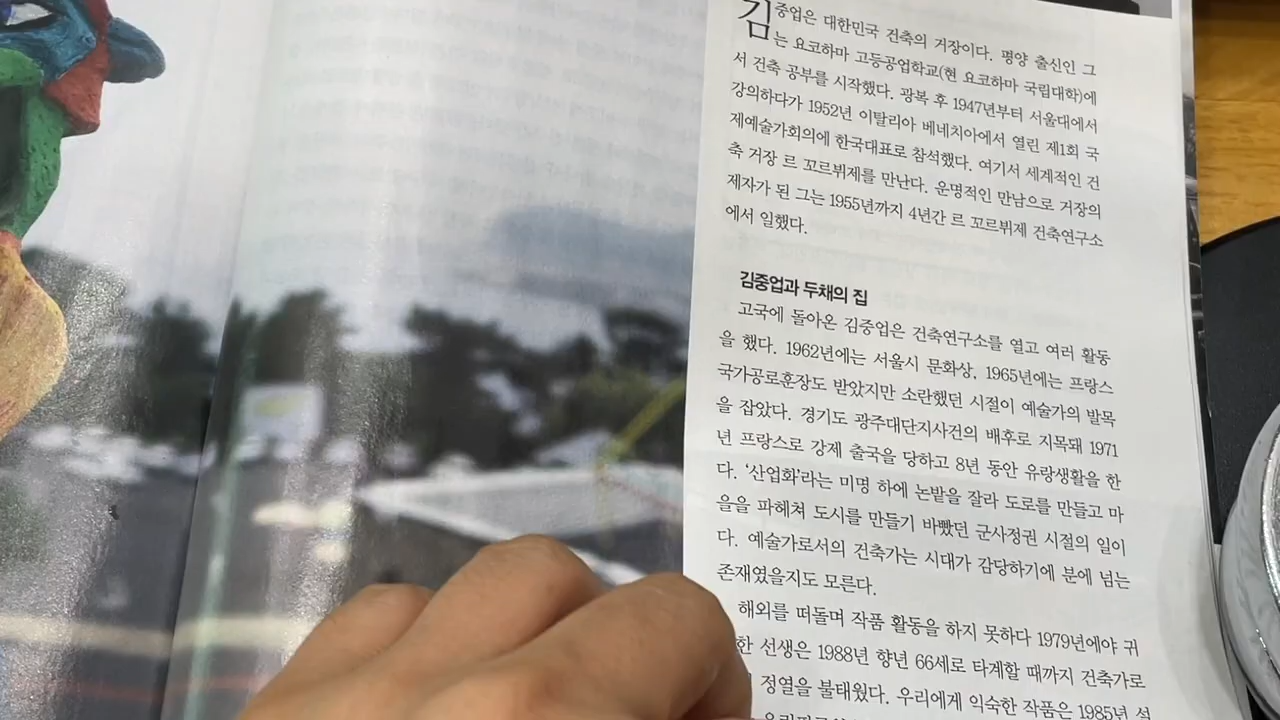 김중업은 대한민국 건축의 거장이다. 평양 출신인 그
는 요코하마 고등공업학교(현 요코하마 국립대학)에
서 건축 공부를 시작했다. 광복 후 1947년부터 서울대에서
강의하다가 1952년 이탈리아 베네치아에서 열린 제1회 국
제예술가회의에 한국대표로 참석했다. 여기서 세계적인 건
축 거장 르 꼬르뷔제를 만난다. 운명적인 만남으로 거장의
제자가 된 그는 1955년까지 4년간 르 꼬르뷔제 건축연구소
에서 일했다.
김중업과 두채의 집
고국에 돌아온 김중업은 건축연구소를 열고 여러 활동
을 했다. 1962년에는 서울시 문화상, 1965년에는 프랑스
국가공로훈장도 받았지만 소란했던 시절이 예술가의 발목
을 잡았다. 경기도 광주대단지사건의 배후로 지목돼 1971
년 프랑스로 강제 출국을 당하고 8년 동안 유랑생활을 한
다. '산업화'라는 미명 하에 논밭을 잘라 도로를 만들고 마
을을 파헤쳐 도시를 만들기 바빴던 군사정권 시절의 일이
다. 예술가로서의 건축가는 시대가 감당하기에 분에 넘는
존재였을지도 모른다.
해외를 떠돌며 작품 활동을 하지 못하다 1979년에야 귀
한 선생은 1988년 향년 66세로 타계할 때까지 건축가로
정열을 불태웠다. 우리에게 익숙한 작품은 1985년